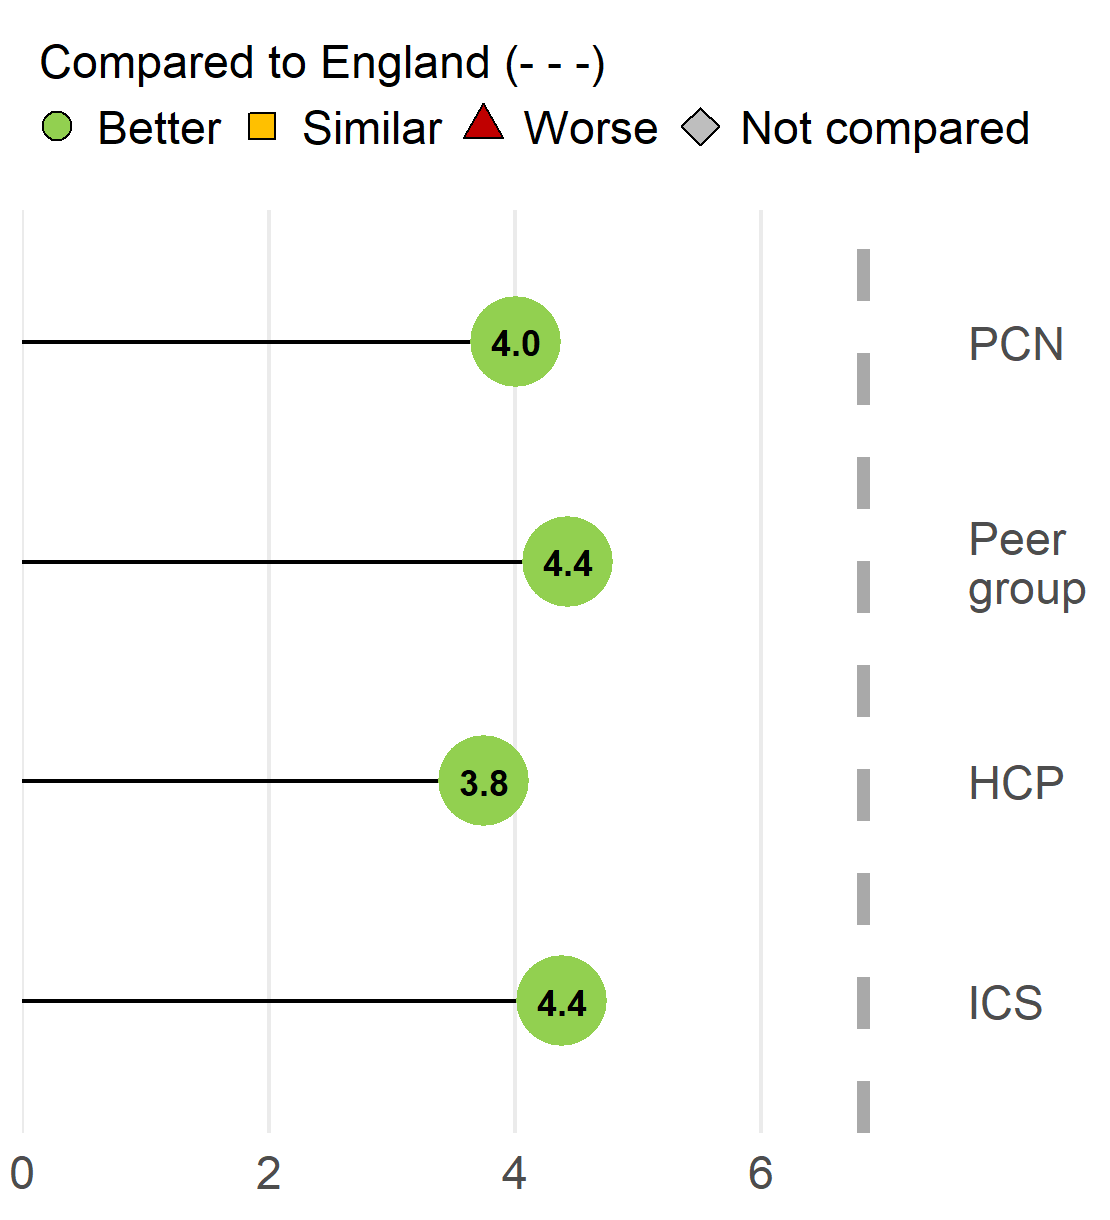 Compared to England (- - -)
Better Similar Worse Not compared
4.0 PCN
4.4 Peer
group
3.8 HCP
4.4 ICS
0 2 4 6